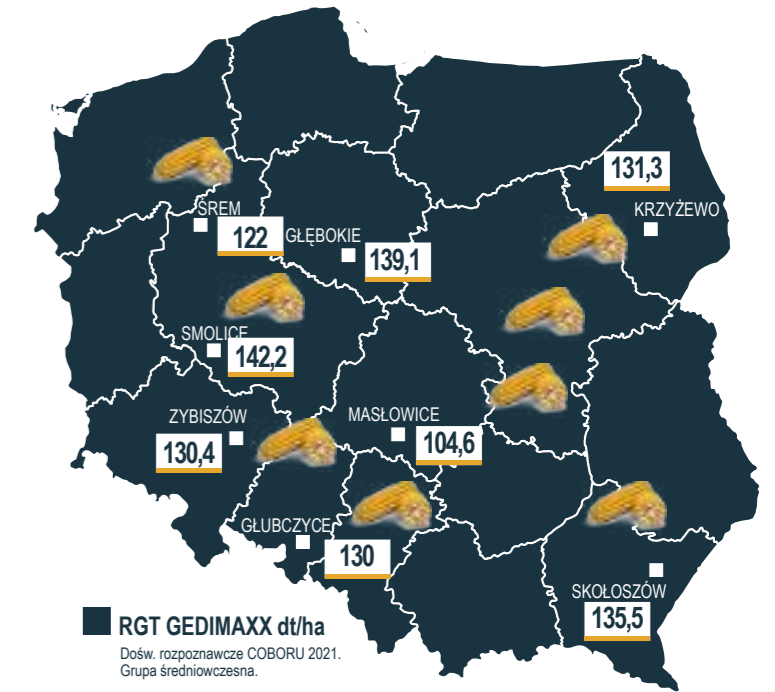 131,3
KRZYŻEWO
ŚREM
122
GŁĘBOKIE
139,1
SMOLICE
142,2
ZYBISZÓW
130,4
MASŁOWICE
104,6
GŁUBCZYCE
130
SKOŁOSZÓW
135,5
RGT GEDIMAXX dt/ha
Dośw. rozpoznawcze COBORU 2021.
Grupa średniowczesna.